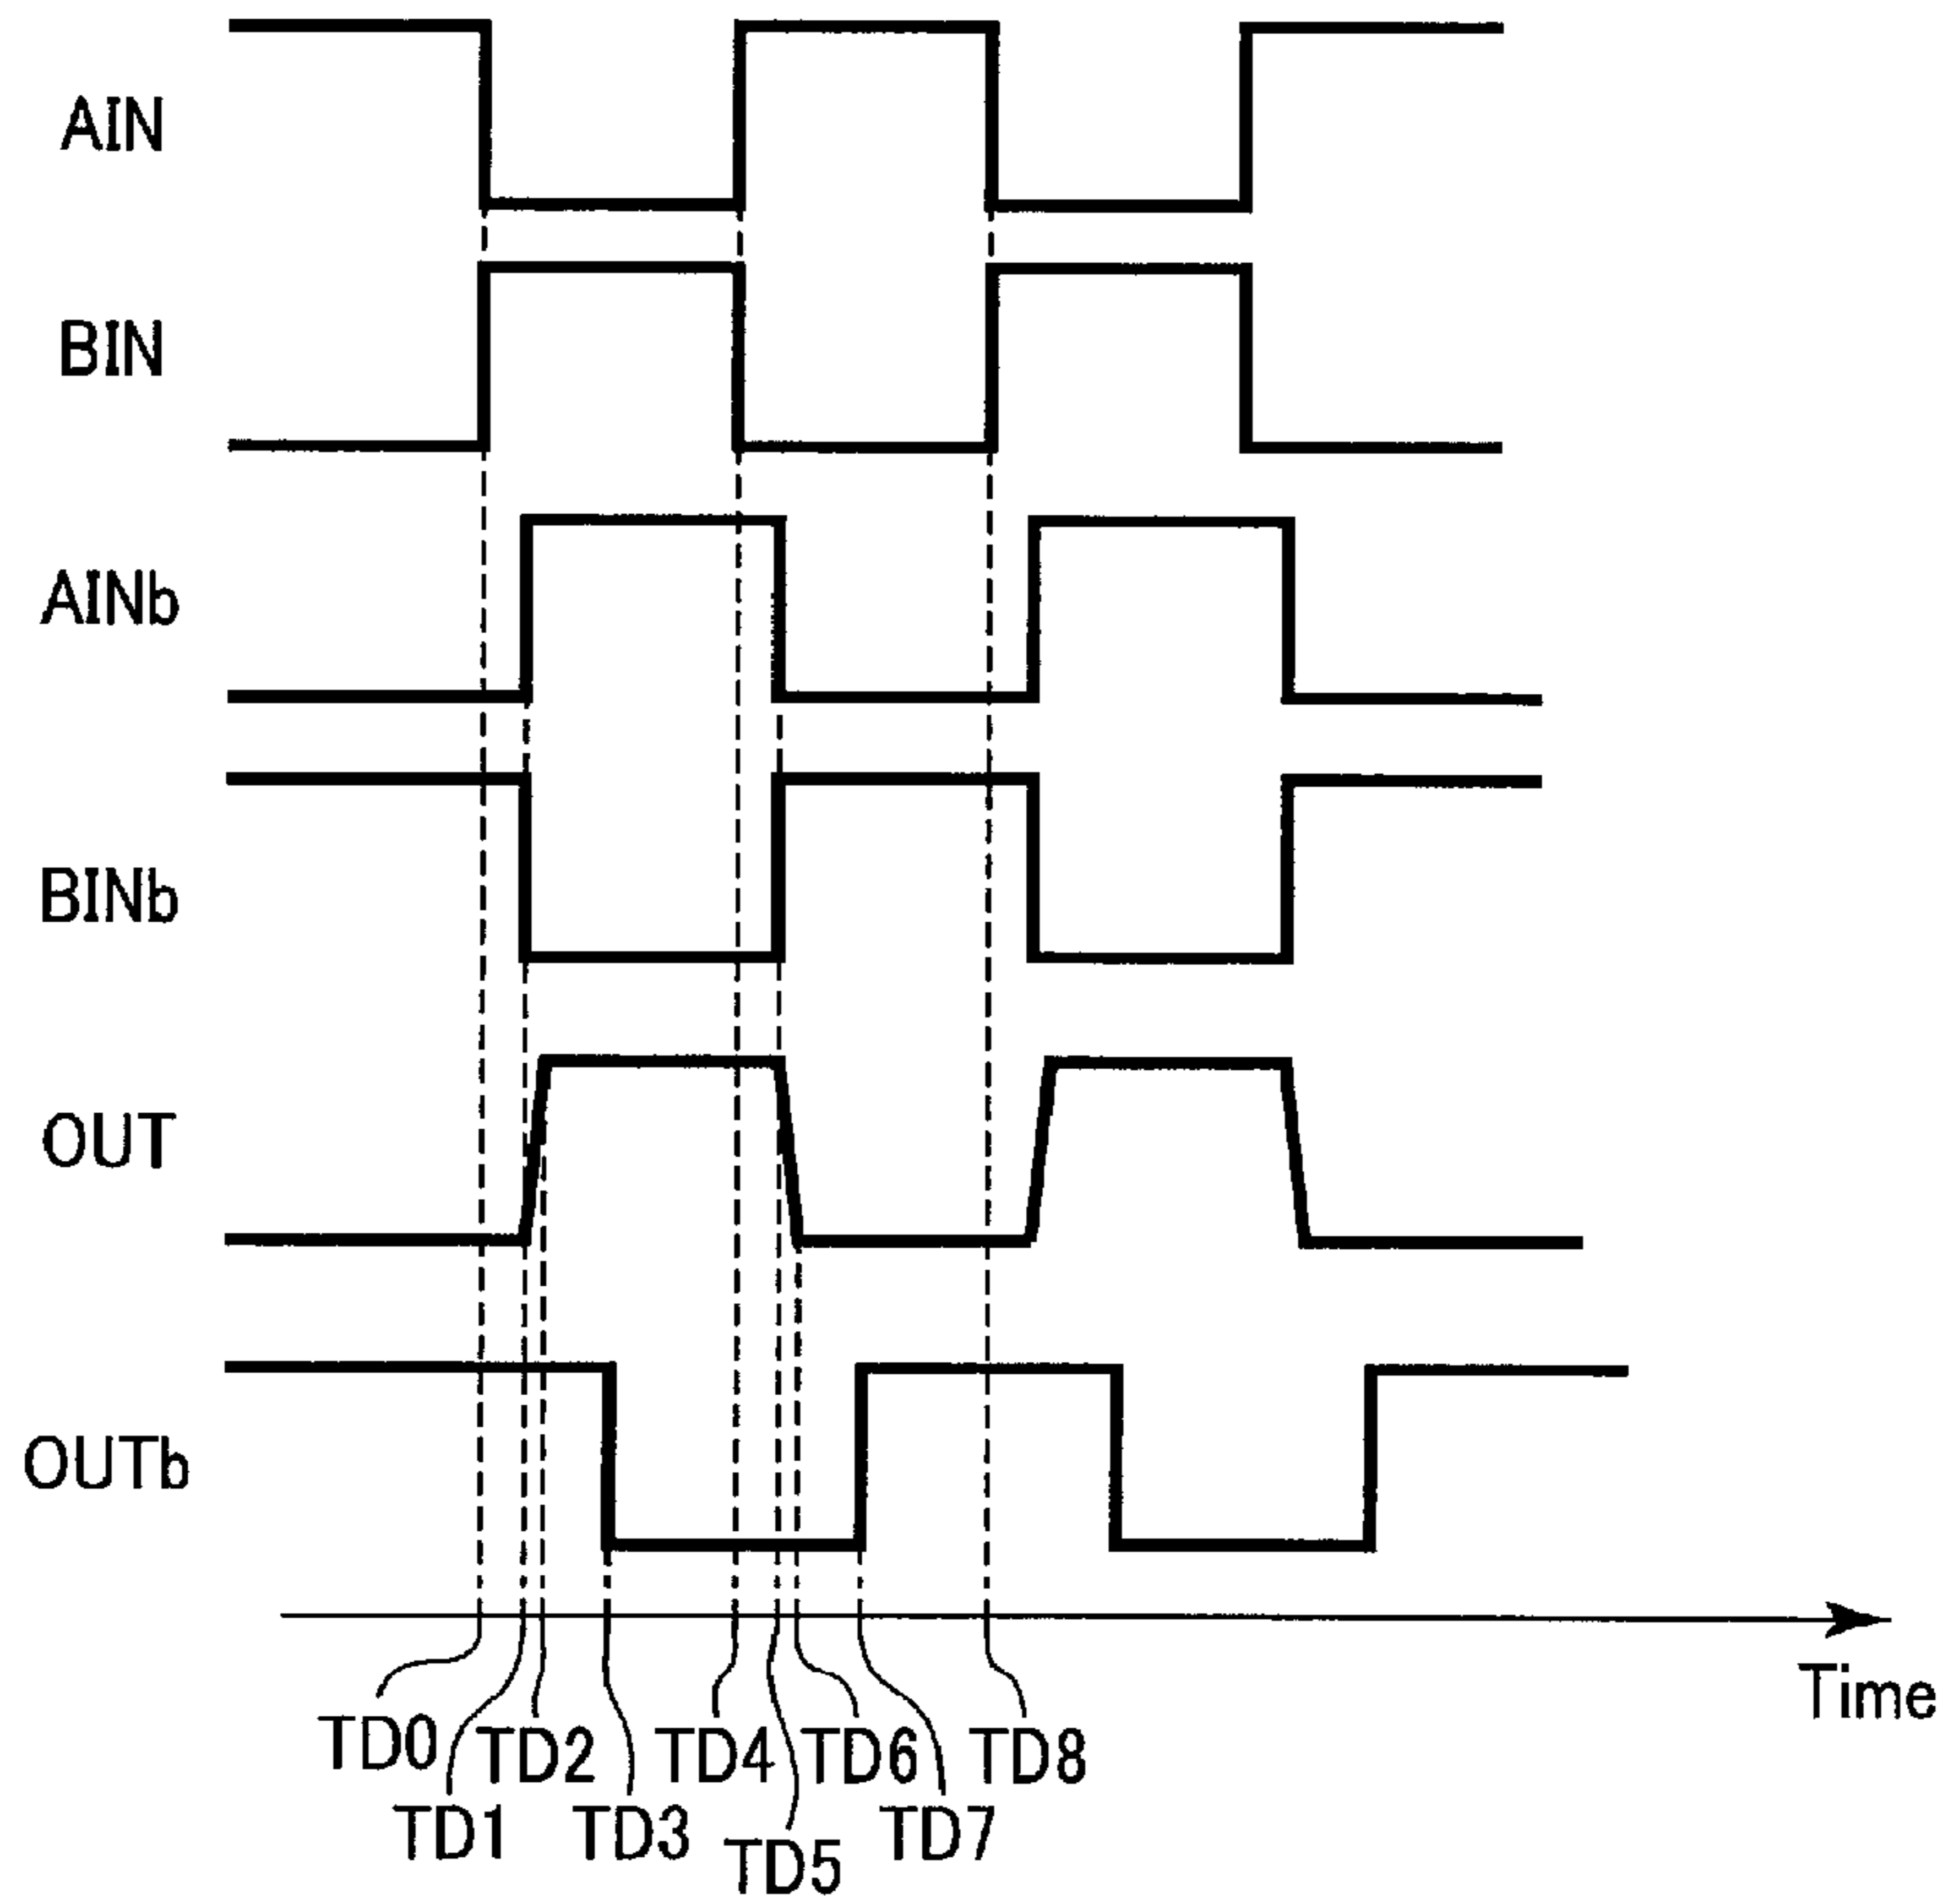 AIN
BIN
AINb
BINb
OUT
OUTb
Time
TD0
TD2
TD4
TD6
TD8
TD1
TD3
TD5
TD7